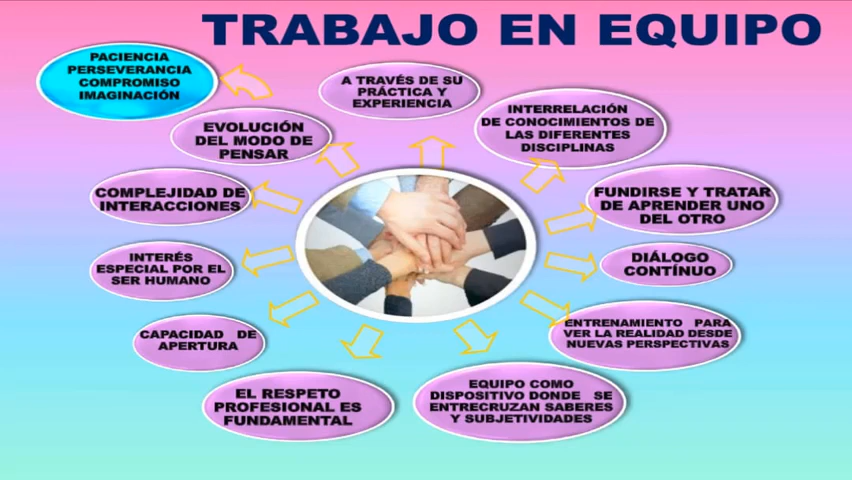 TRABAJO EN EQUIPO
PACIENCIA
PERSEVERANCIA
COMPROMISO
IMAGINACIÓN
A TRAVÉS DE SU
PRÁCTICA Y
EXPERIENCIA
INTERRELACIÓN
DE CONOCIMIENTOS DE
LAS DIFERENTES
DISCIPLINAS
EVOLUCIÓN
DEL MODO DE
PENSAR
FUNDIRSE Y TRATAR
DE APRENDER UNO
DEL OTRO
COMPLEJIDAD DE
INTERACCIONES
DIÁLOGO
CONTÍNUO
INTERÉS
ESPECIAL POR EL
SER HUMANO
ENTRENAMIENTO PARA
VER LA REALIDAD DESDE
NUEVAS PERSPECTIVAS
CAPACIDAD DE
APERTURA
EL RESPETO
PROFESIONAL ES
FUNDAMENTAL
EQUIPO COMO
DISPOSITIVO DONDE SE
ENTRECRUZAN SABERES
Y SUBJETIVIDADES